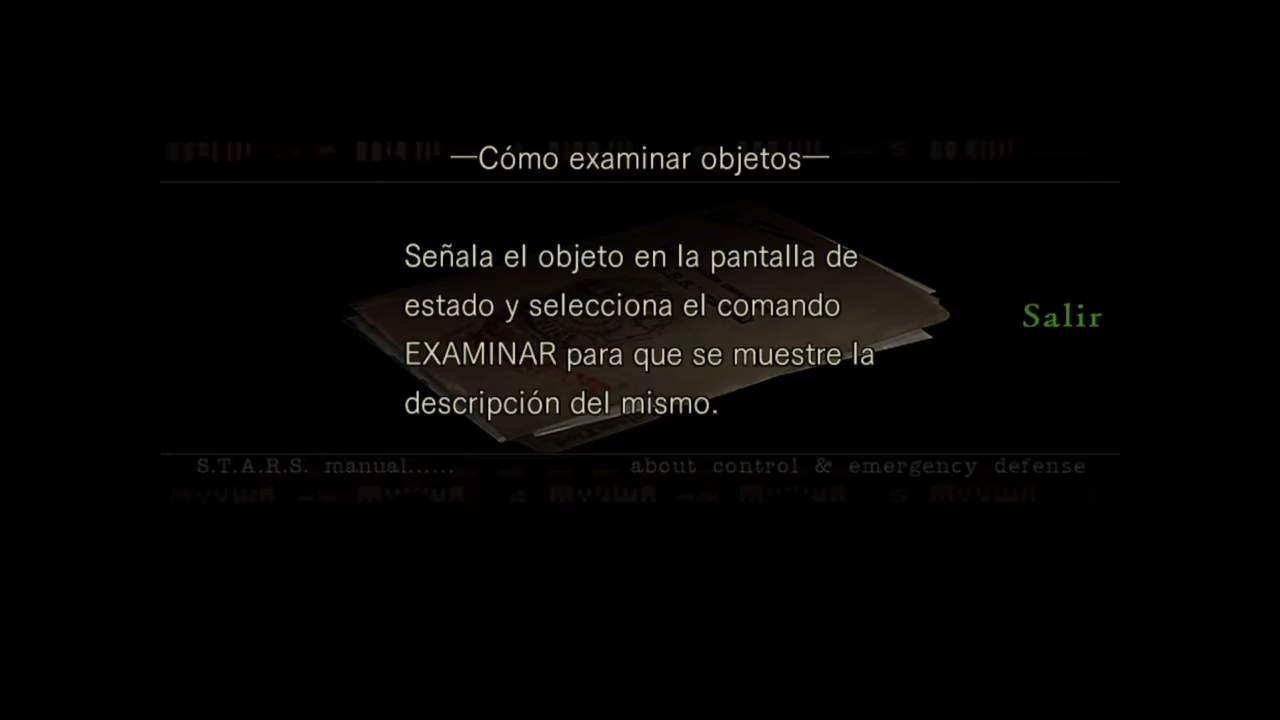 —Cómo examinar objetos—
Señala el objeto en la pantalla de
estado y selecciona el comando
EXAMINAR para que se muestre la
descripción del mismo.
Salir
S.T.A.R.S. manual...... about control & emergency defense